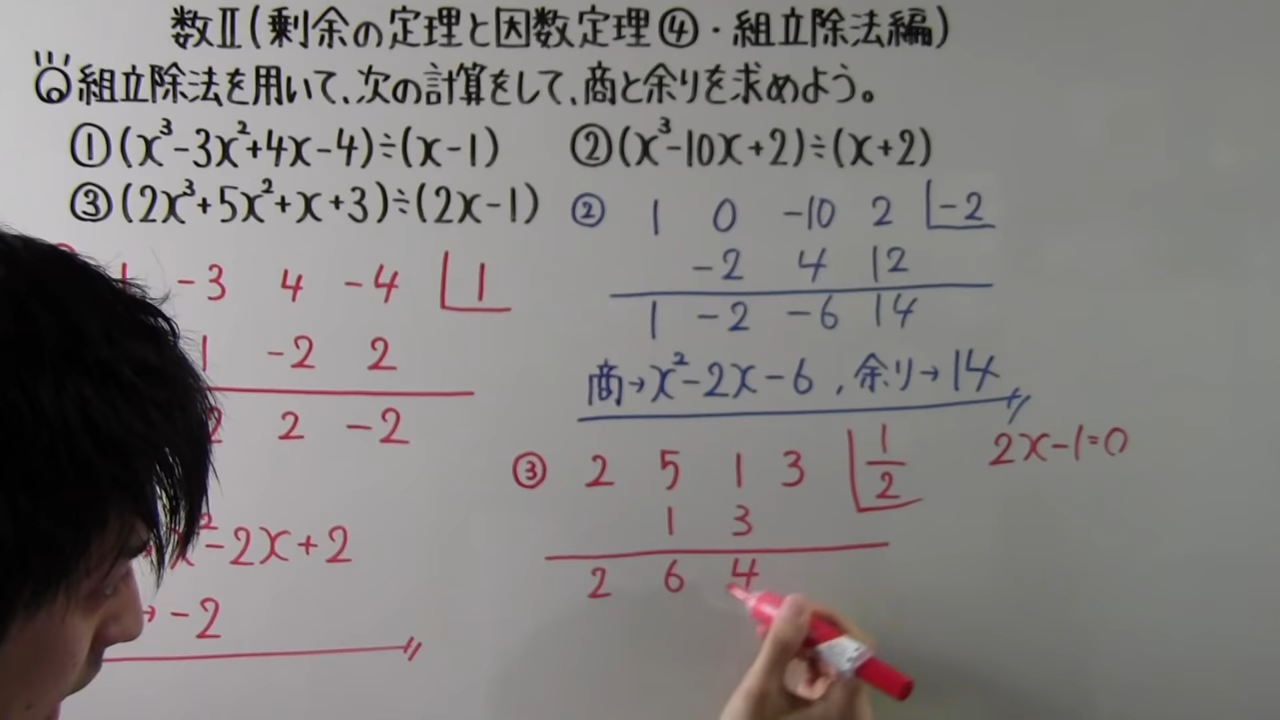 数Ⅱ(剰余の定理と因数定理④・組立除法編)
◎組立除法を用いて、次の計算をして、商と余りを求めよう。
①(x³-3x²+4x-4)÷(x-1) ②(x³-10x+2)÷(x+2)
③(2x³+5x²+x+3)÷(2x-1)
-3 4 -4 1
1 -2 2
2 -2
x²-2x+2
→-2
② 1 0 -10 2 -2
-2 4 12
1 -2 -6 14
商→x²-2x-6,余り→14
③ 2 5 1 3 1/2 2x-1=0
1 3
2 6 4